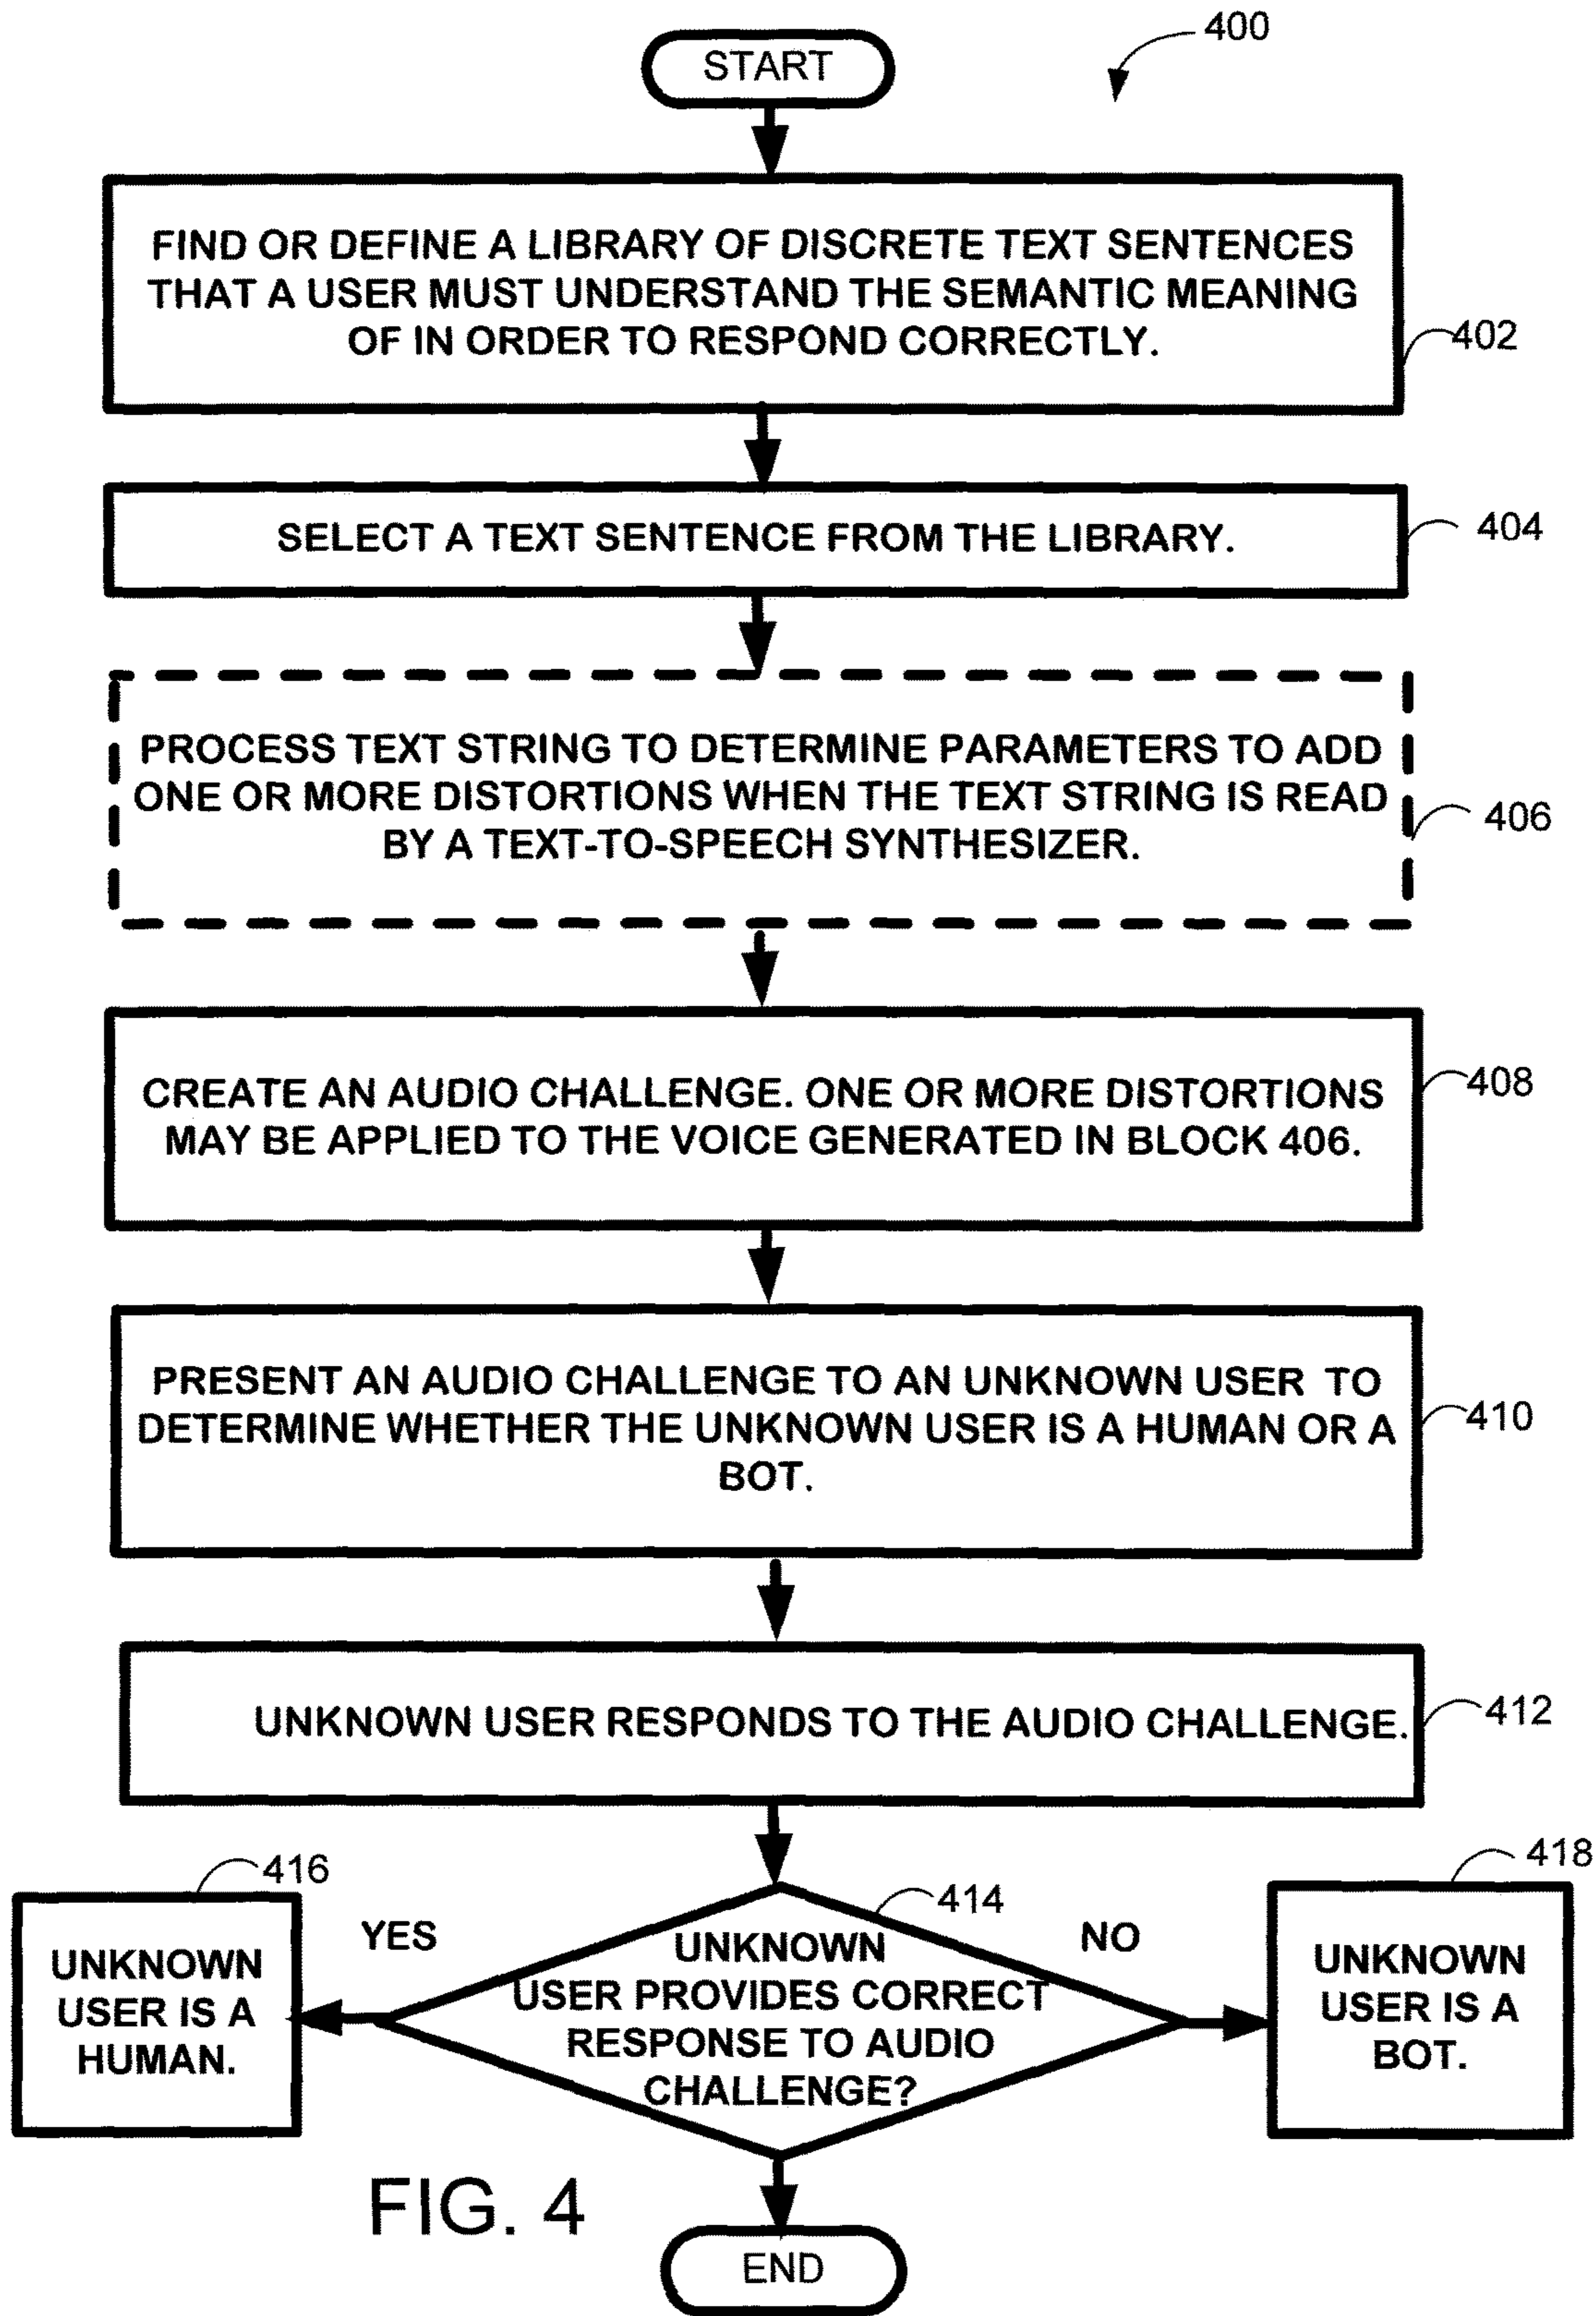 400
START
FIND OR DEFINE A LIBRARY OF DISCRETE TEXT SENTENCES
THAT A USER MUST UNDERSTAND THE SEMANTIC MEANING
OF IN ORDER TO RESPOND CORRECTLY.
402
SELECT A TEXT SENTENCE FROM THE LIBRARY.
404
PROCESS TEXT STRING TO DETERMINE PARAMETERS TO ADD
ONE OR MORE DISTORTIONS WHEN THE TEXT STRING IS READ
BY A TEXT-TO-SPEECH SYNTHESIZER.
406
CREATE AN AUDIO CHALLENGE. ONE OR MORE DISTORTIONS
MAY BE APPLIED TO THE VOICE GENERATED IN BLOCK 406.
408
PRESENT AN AUDIO CHALLENGE TO AN UNKNOWN USER TO
DETERMINE WHETHER THE UNKNOWN USER IS A HUMAN OR A
BOT.
410
UNKNOWN USER RESPONDS TO THE AUDIO CHALLENGE.
412
416
UNKNOWN
USER IS A
HUMAN.
YES
414
UNKNOWN
USER PROVIDES CORRECT
RESPONSE TO AUDIO
CHALLENGE?
NO
418
UNKNOWN
USER IS A
BOT.
FIG. 4
END